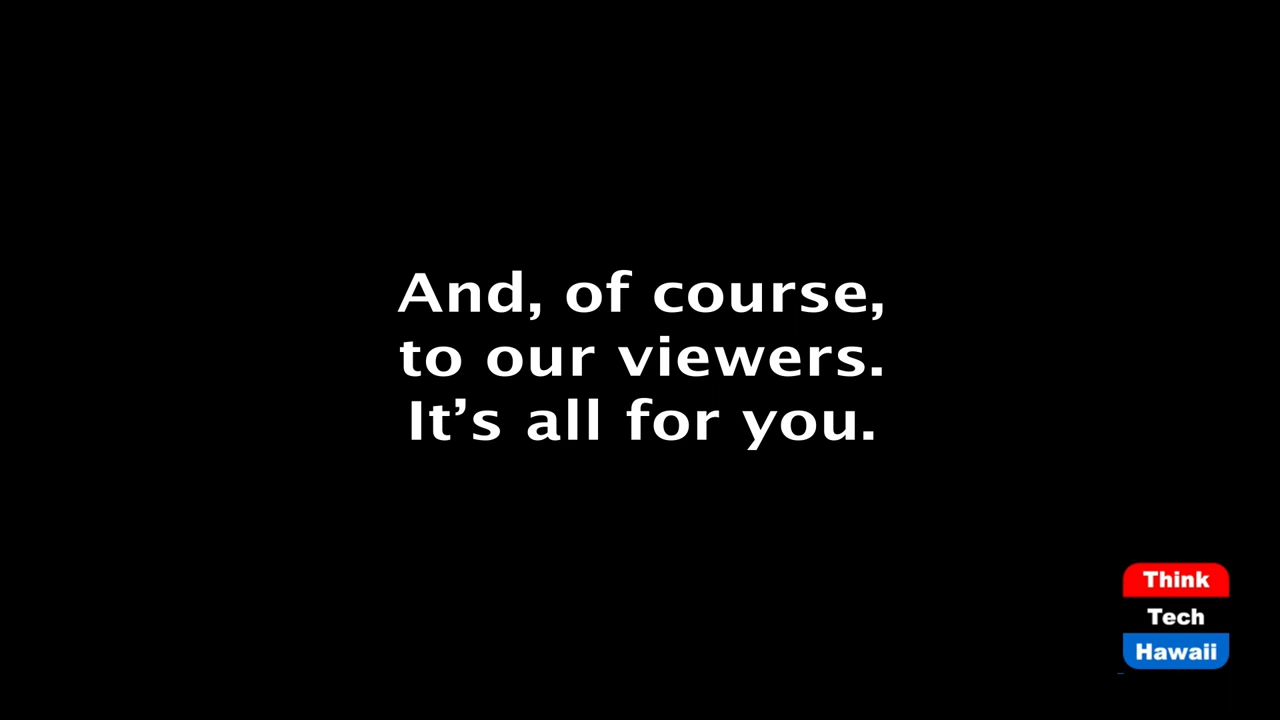 And, of course,
to our viewers.
It’s all for you.
Think
Tech
Hawaii